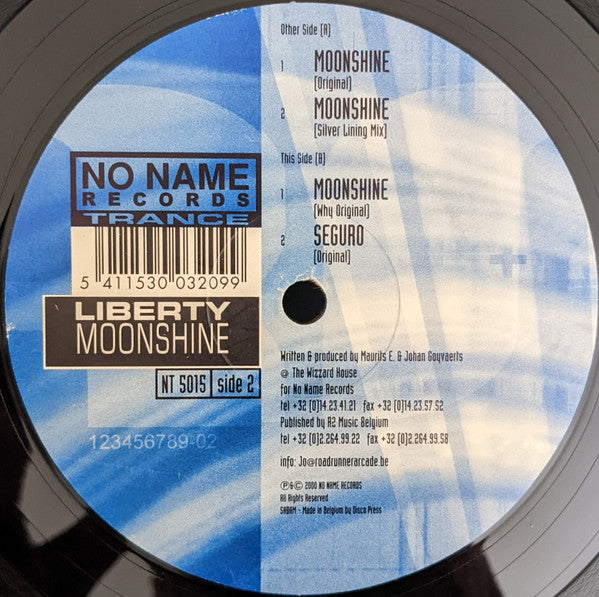 NO NAME
RECORDS
TRANCE
5 411530 032099
LIBERTY
MOONSHINE
NT 5015 side 2
123456789-02
Other Side [A]
1 MOONSHINE
[Original]
2 MOONSHINE
[Silver Lining Mix]
This Side [B]
1 MOONSHINE
[Why Original]
2 SEGURO
[Original]
Written & produced by Maurits E. & Johan Goyvaerts
@ The Wizzard House
for No Name Records
tel +32 [0]14.23.41.21 fax +32 [0]14.23.57.52
Published by A2 Music Belgium
tel +32 [0]2.264.99.22 fax +32 [0]2.264.99.58
info: Jo@roadrunnerarcade.be
℗&© 2000 NO NAME RECORDS
All Rights Reserved
SABAM - Made in Belgium by Disco Press